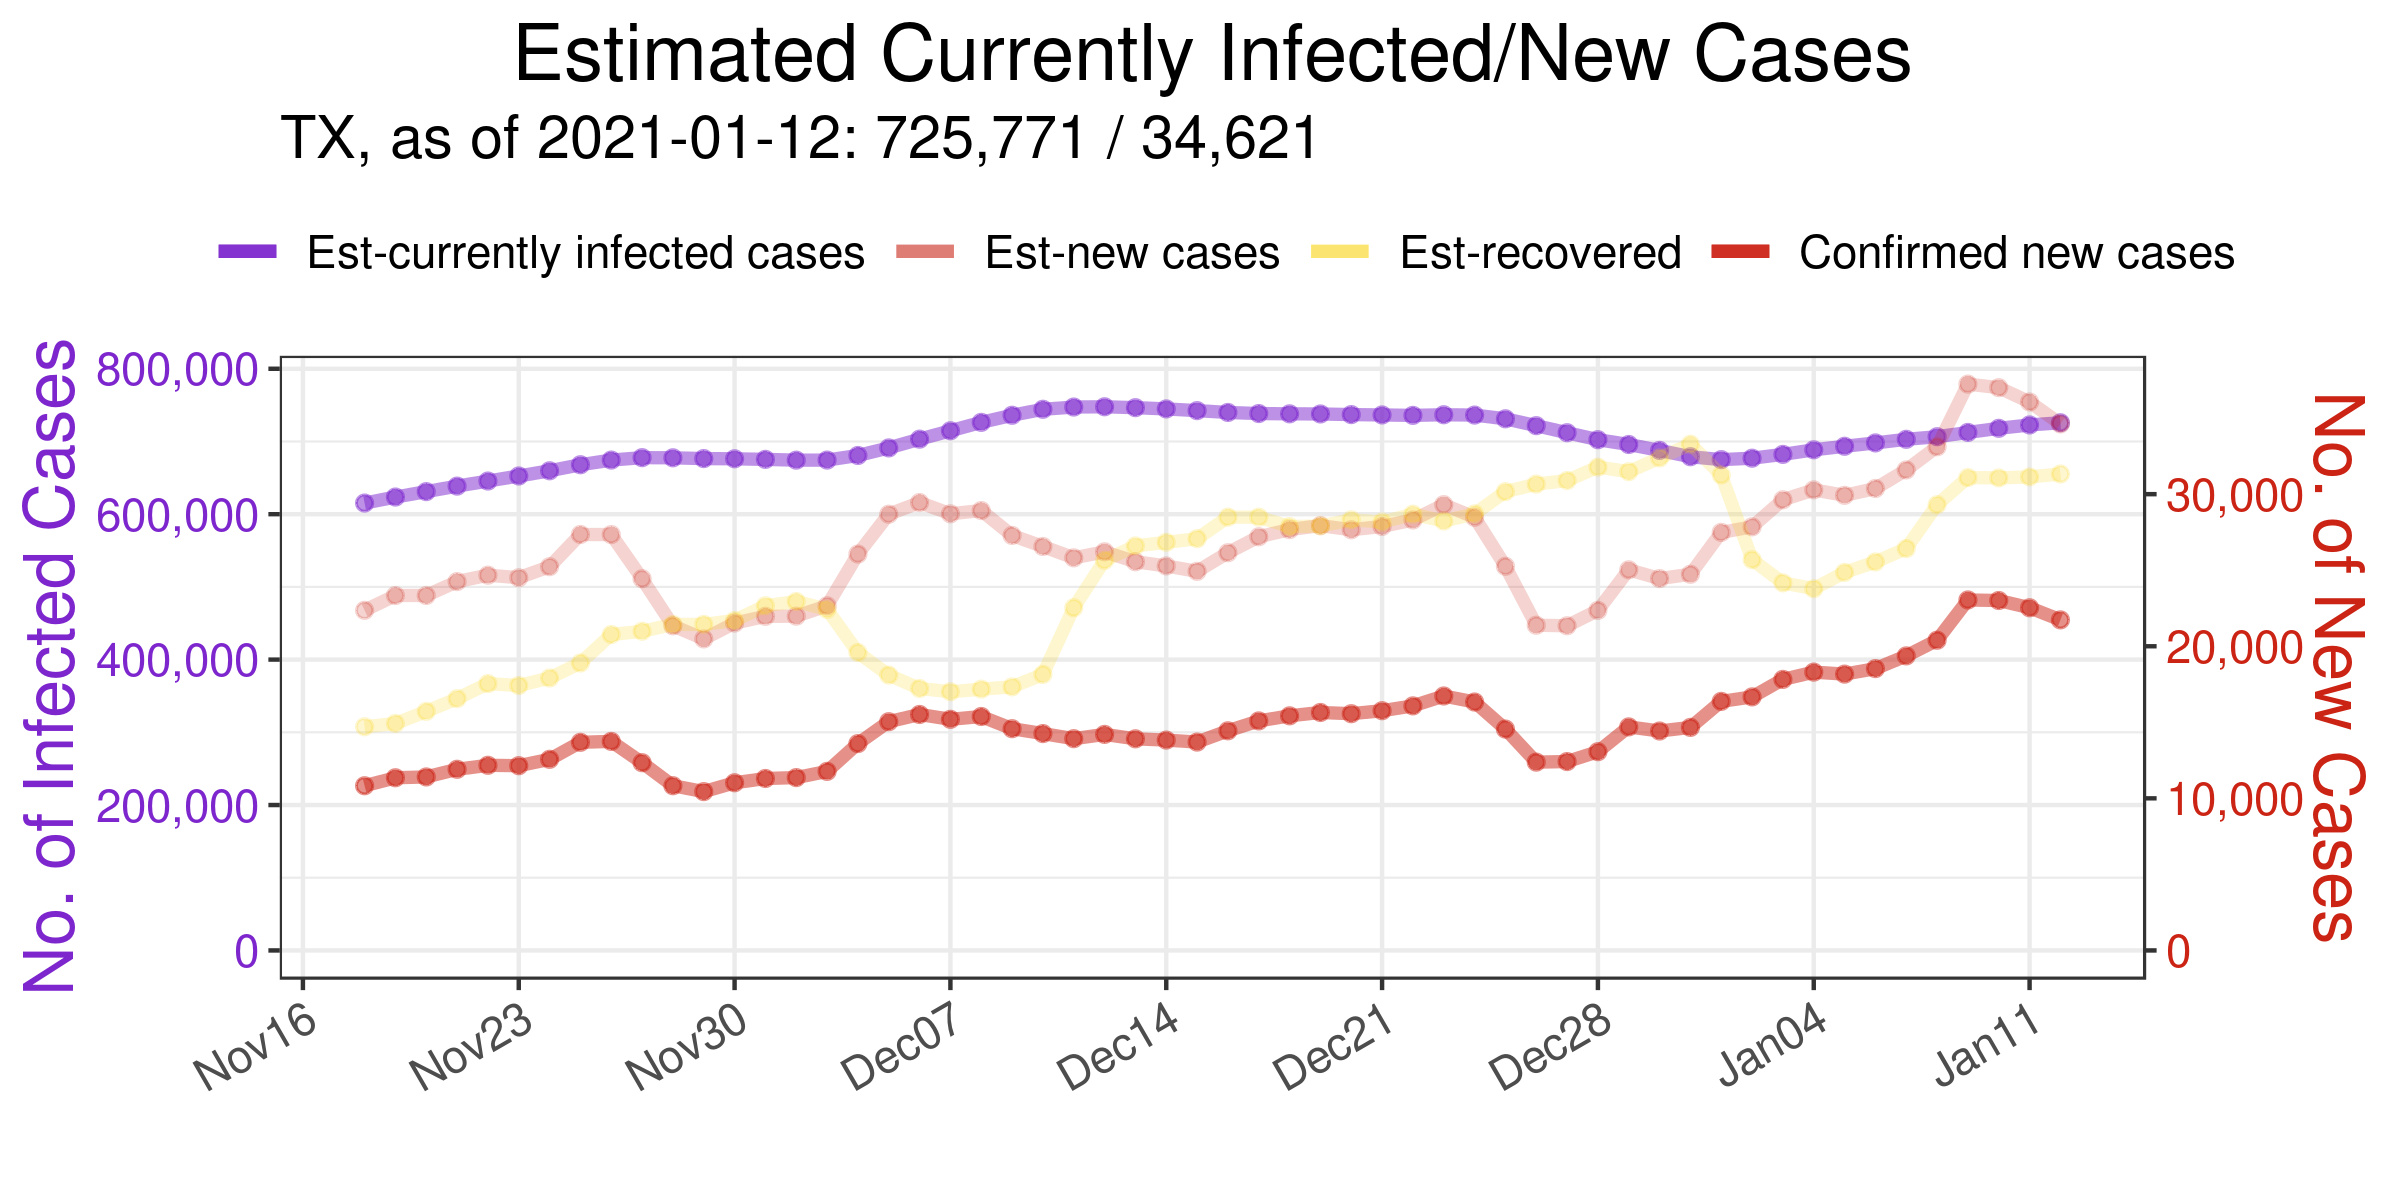 Estimated Currently Infected/New Cases
TX, as of 2021-01-12: 725,771 / 34,621
Est-currently infected cases Est-new cases Est-recovered Confirmed new cases
No. of Infected Cases
800,000
600,000
400,000
200,000
0
30,000
20,000
10,000
0
No. of New Cases
Nov16 Nov23 Nov30 Dec07 Dec14 Dec21 Dec28 Jan04 Jan11